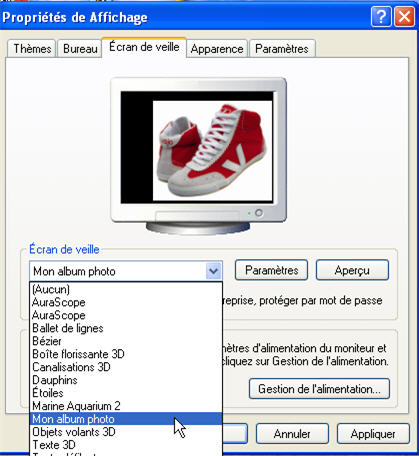 Propriétés de Affichage
Thèmes
Bureau
Écran de veille
Apparence
Paramètres
Écran de veille
Mon album photo
Paramètres
Aperçu
(Aucun)
AuraScope
reprise, protéger par mot de passe
AuraScope
Ballet de lignes
Bézier
Boîte florissante 3D
d'alimentation du moniteur et
Canalisations 3D
cliquez sur Gestion de l'alimentation.
Dauphins
Étoiles
Gestion de l'alimentation...
Marine Aquarium 2
Mon album photo
Objets volants 3D
Annuler
Appliquer
Texte 3D